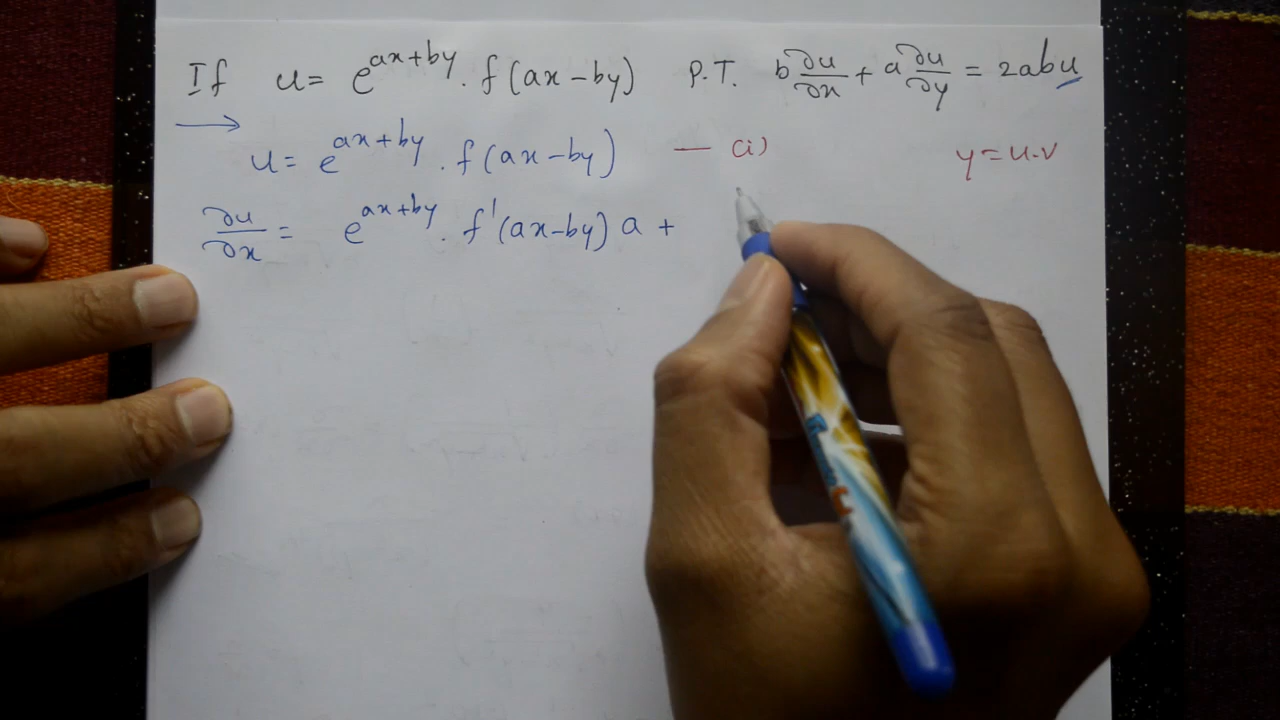 If u = e^{ax+by} . f(ax-by) P.T. b ∂u/∂x + a ∂u/∂y = 2abu
→ u = e^{ax+by} . f(ax-by) — (i) y = u.v
∂u/∂x = e^{ax+by} . f'(ax-by) a +